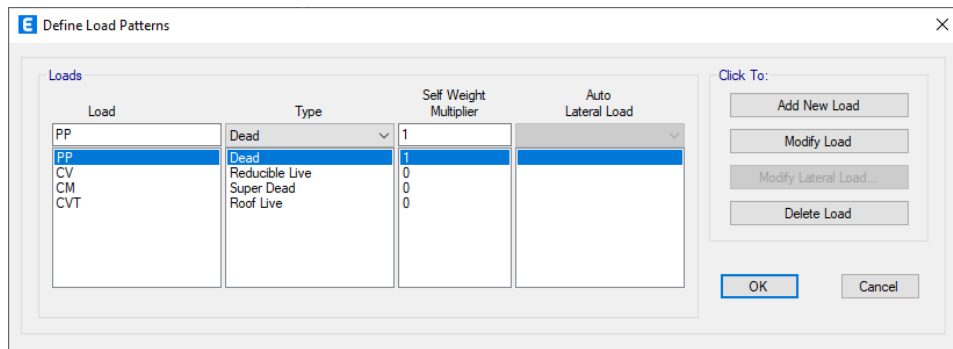 E Define Load Patterns
Loads
Click To:
Load Type Self Weight Multiplier Auto Lateral Load
PP Dead 1
PP Dead 1
CV Reducible Live 0
CM Super Dead 0
CVT Roof Live 0
Add New Load
Modify Load
Modify Lateral Load...
Delete Load
OK Cancel